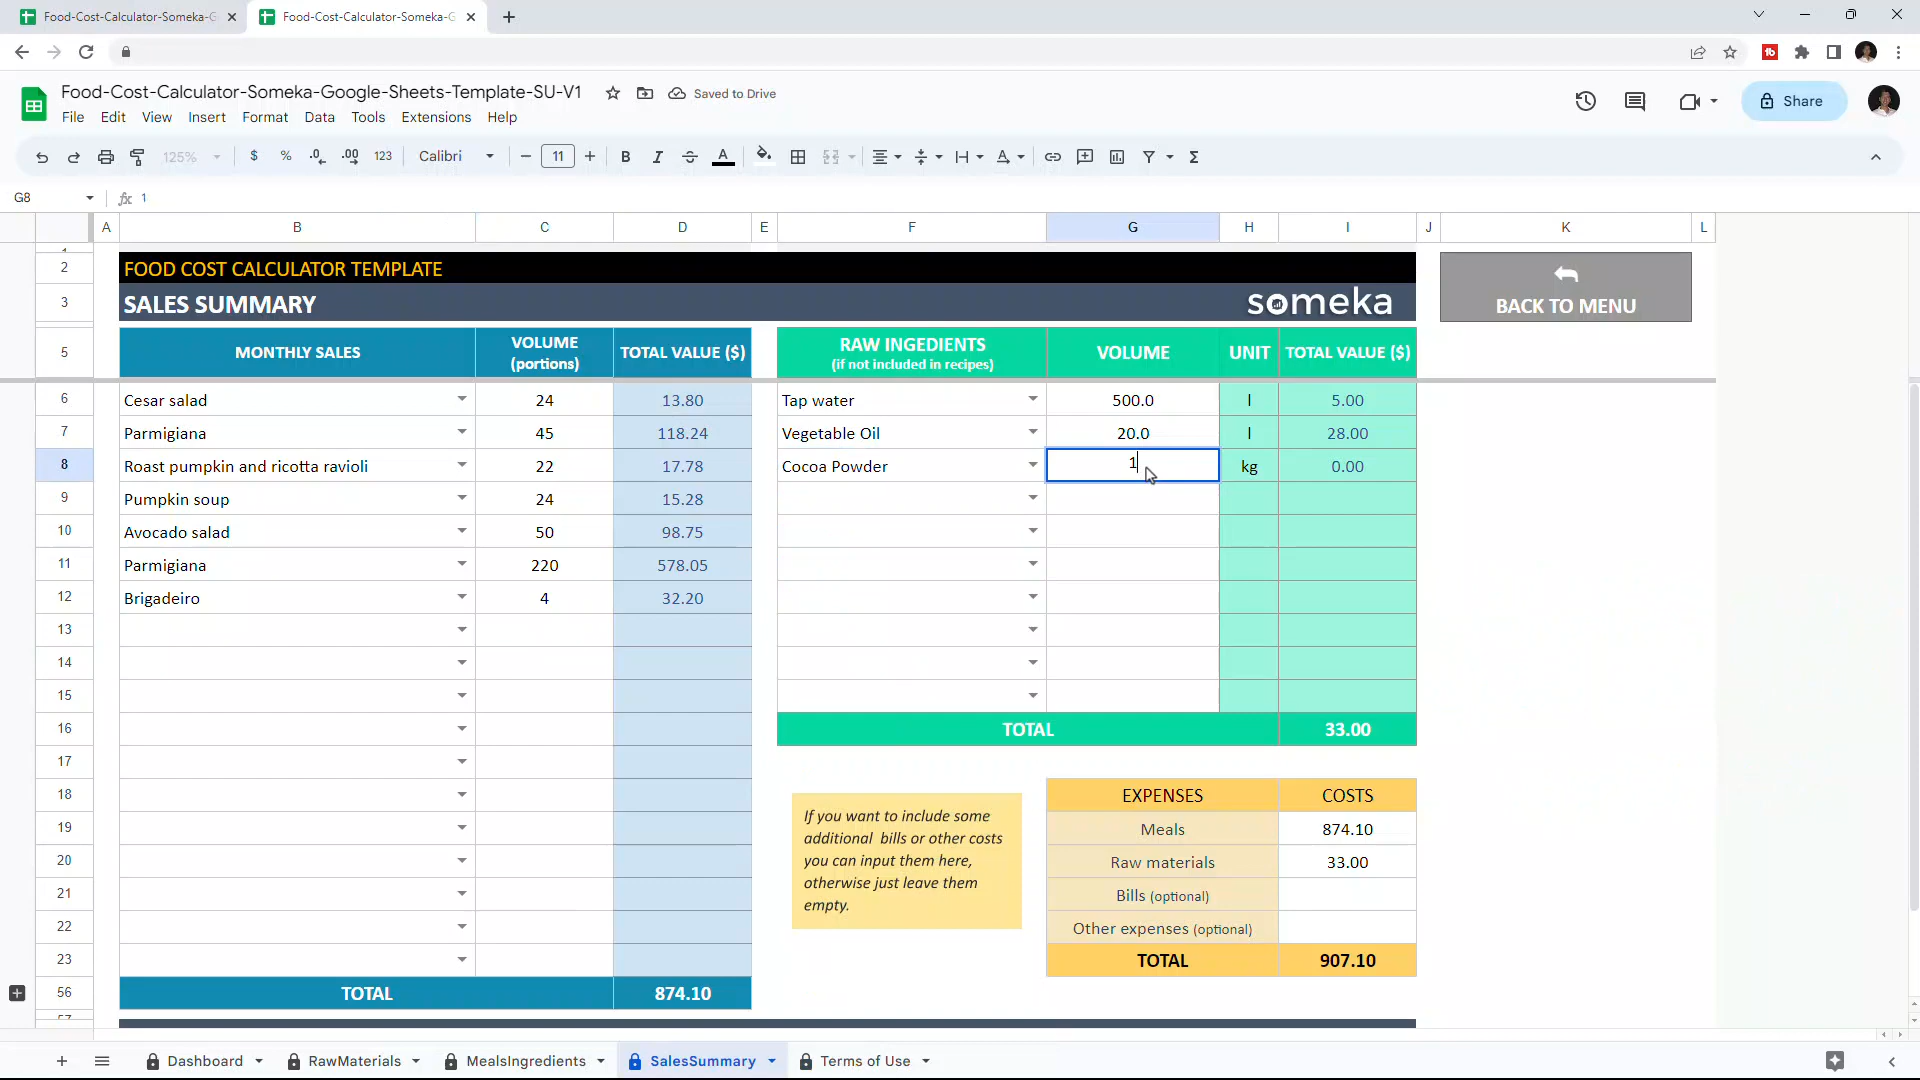 Food-Cost-Calculator-Someka-G
Food-Cost-Calculator-Someka-G
Food-Cost-Calculator-Someka-Google-Sheets-Template-SU-V1
Saved to Drive
File Edit View Insert Format Data Tools Extensions Help
Share
125% $ % .0 .00 123 Calibri 11 B I A
G8 fx 1
A B C D E F G H I J K L
1
2 FOOD COST CALCULATOR TEMPLATE
3 SALES SUMMARY someka
BACK TO MENU
5 MONTHLY SALES VOLUME (portions) TOTAL VALUE ($) RAW INGEDIENTS (if not included in recipes) VOLUME UNIT TOTAL VALUE ($)
6 Cesar salad 24 13.80 Tap water 500.0 l 5.00
7 Parmigiana 45 118.24 Vegetable Oil 20.0 l 28.00
8 Roast pumpkin and ricotta ravioli 22 17.78 Cocoa Powder 1 kg 0.00
9 Pumpkin soup 24 15.28
10 Avocado salad 50 98.75
11 Parmigiana 220 578.05
12 Brigadeiro 4 32.20
13
14
15
16 TOTAL 33.00
17
18 EXPENSES COSTS
19 Meals 874.10
20 Raw materials 33.00
21 Bills (optional)
22 Other expenses (optional)
23 TOTAL 907.10
If you want to include some
additional bills or other costs
you can input them here,
otherwise just leave them
empty.
56 TOTAL 874.10
57
Dashboard RawMaterials MealsIngredients SalesSummary Terms of Use